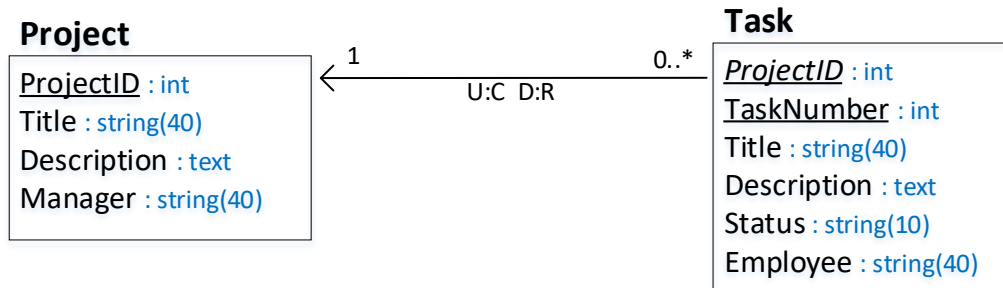 Project
ProjectID : int
Title : string(40)
Description : text
Manager : string(40)
1
0..*
U:C D:R
Task
ProjectID : int
TaskNumber : int
Title : string(40)
Description : text
Status : string(10)
Employee : string(40)